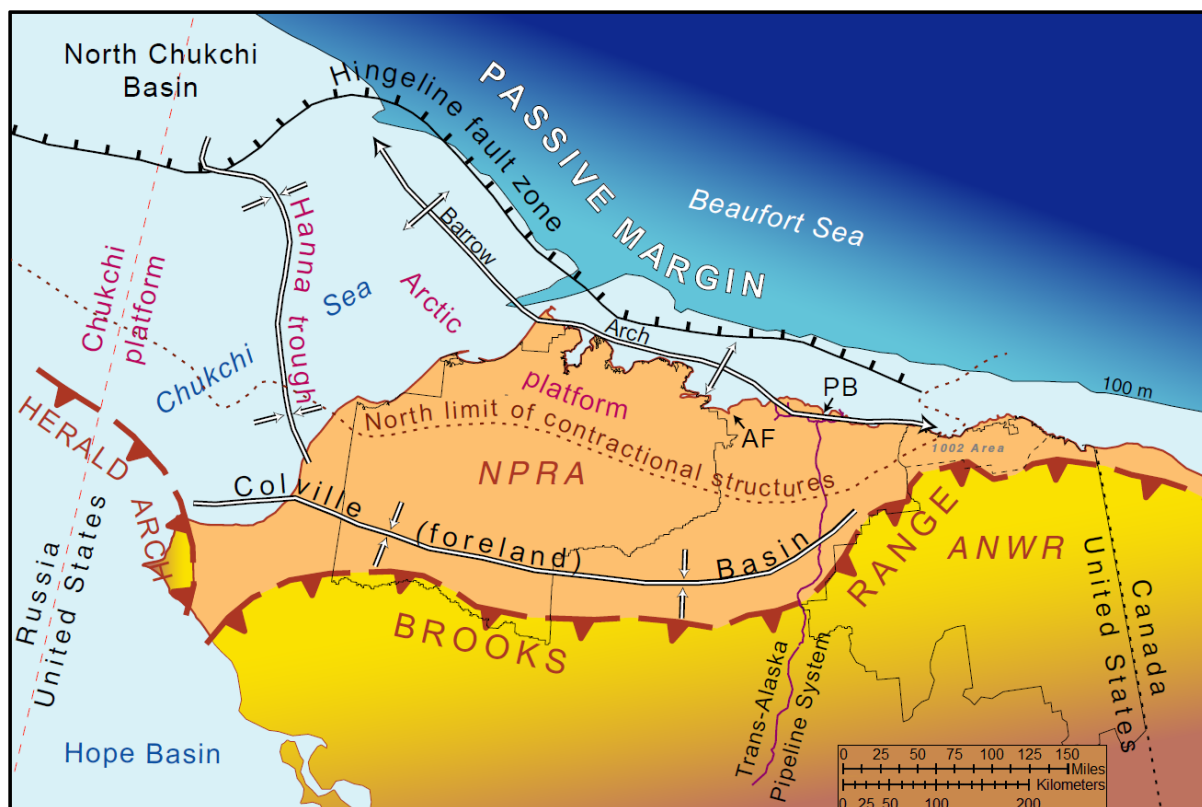 North Chukchi
Basin
Hingeline fault zone
PASSIVE MARGIN
Beaufort Sea
Hanna trough
Barrow
Arch
Chukchi
platform
Chukchi
Sea
Arctic
platform
100 m
PB
AF
1002 Area
North limit of contractional structures
NPRA
HERALD
ARCH
Colville
(foreland)
Basin
BROOKS
RANGE
ANWR
Russia
United States
Canada
United States
Trans-Alaska
Pipeline System
Hope Basin
0 25 50 75 100 125 150
Miles
Kilometers
0 25 50 100 200